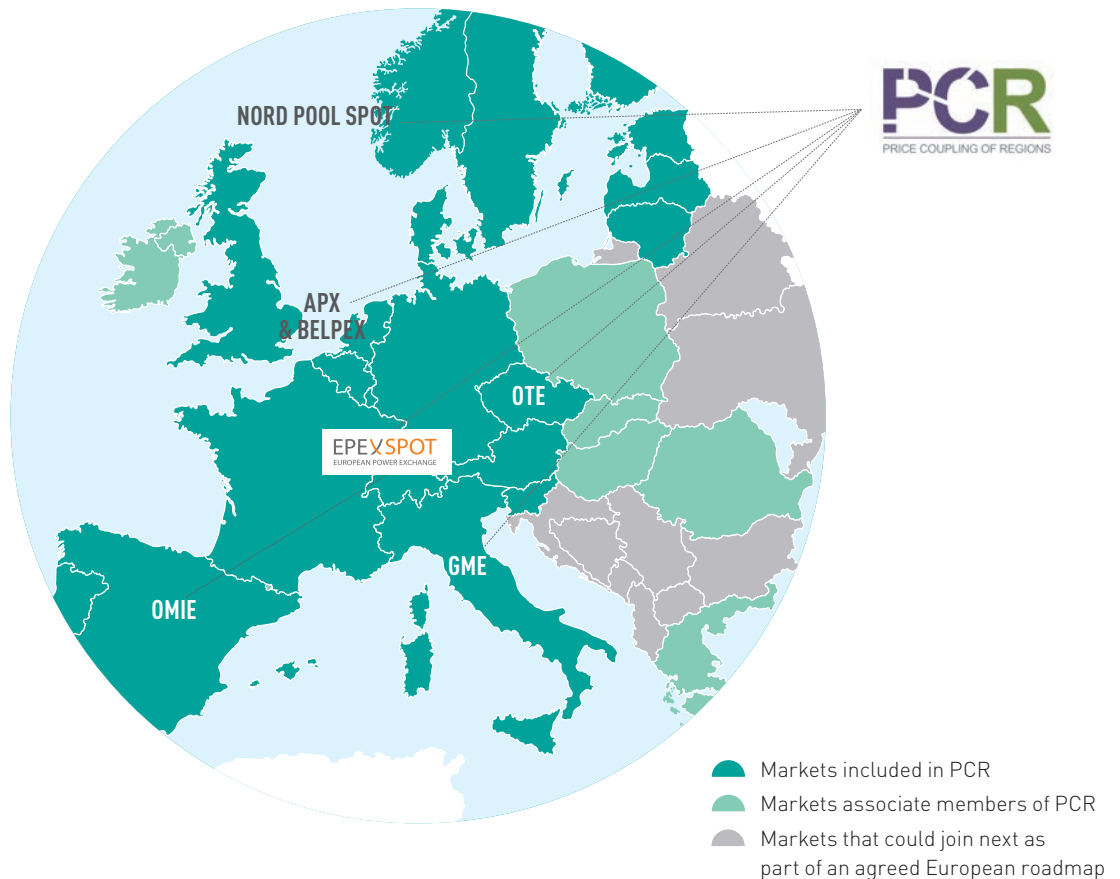 NORD POOL SPOT
PCR
PRICE COUPLING OF REGIONS
APX
& BELPEX
OTE
EPEXSPOT
EUROPEAN POWER EXCHANGE
GME
OMIE
Markets included in PCR
Markets associate members of PCR
Markets that could join next as
part of an agreed European roadmap